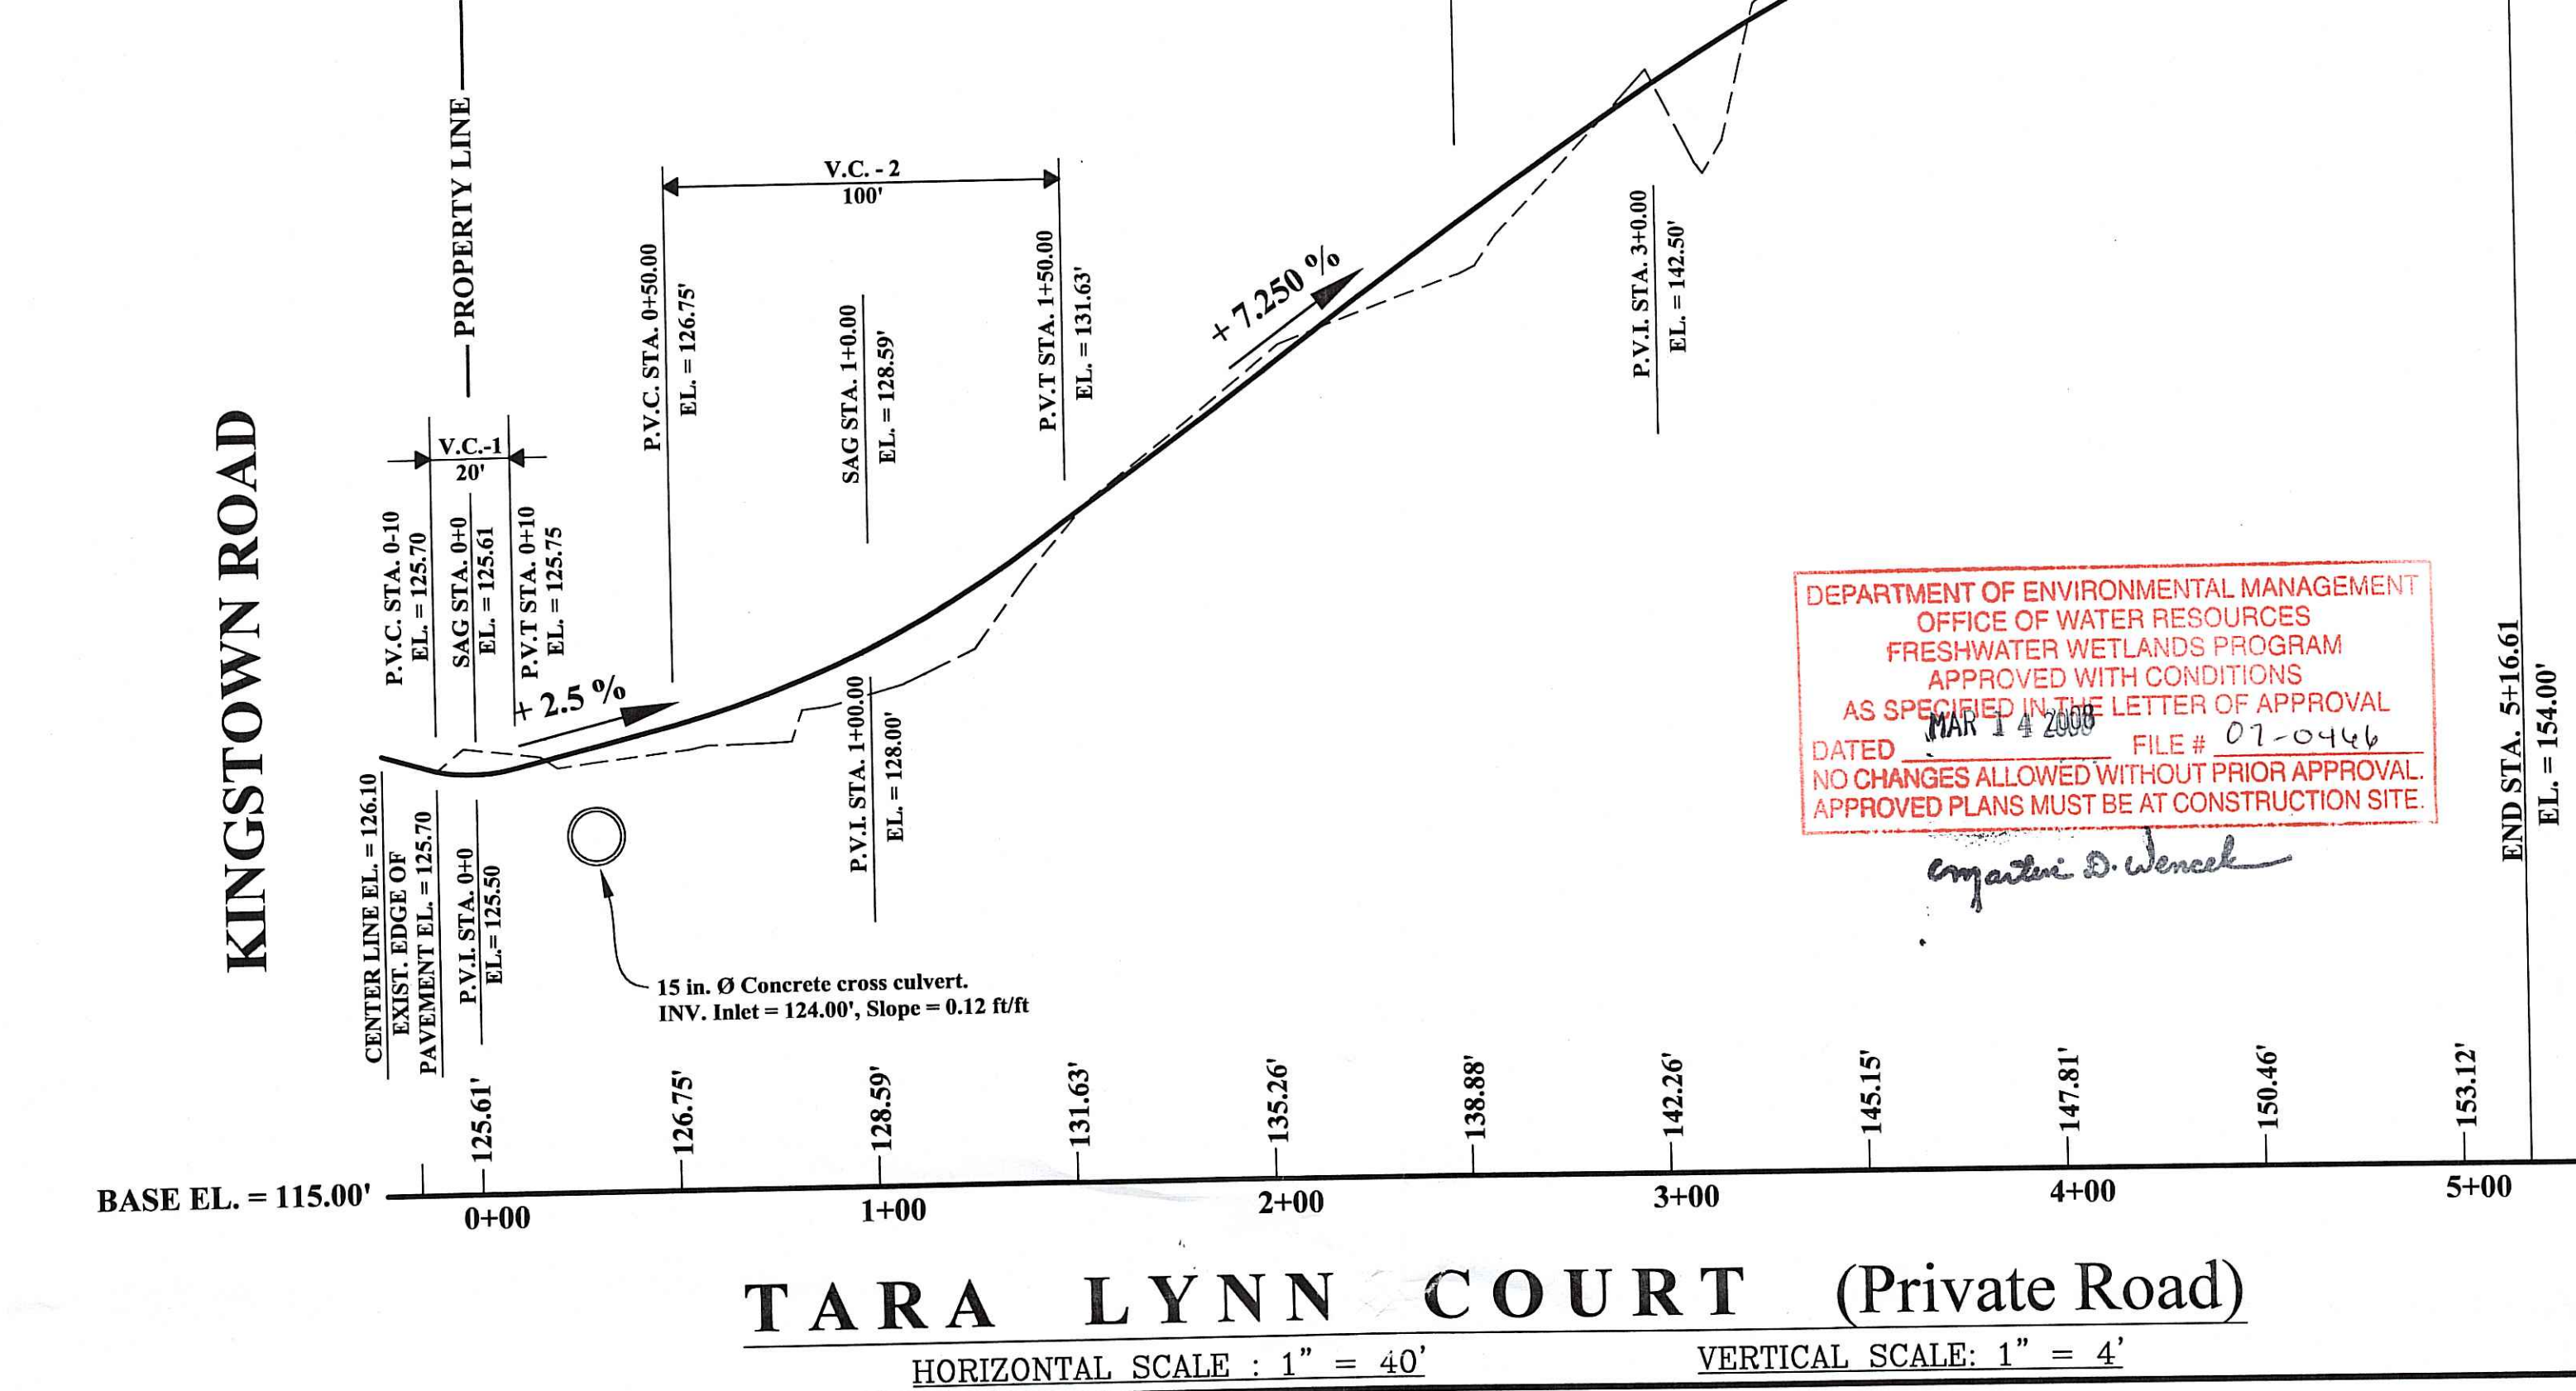 KINGSTOWN ROAD
PROPERTY LINE
V.C.-1
20'
P.V.C. STA. 0-10
EL. = 125.70
SAG STA. 0+0
EL. = 125.61
P.V.T STA. 0+10
EL. = 125.75
+ 2.5 %
V.C. - 2
100'
P.V.C. STA. 0+50.00
EL. = 126.75'
SAG STA. 1+0.00
EL. = 128.59'
P.V.T STA. 1+50.00
EL. = 131.63'
+ 7.250 %
P.V.I. STA. 3+0.00
EL. = 142.50'
CENTER LINE EL. = 126.10
EXIST. EDGE OF
PAVEMENT EL. = 125.70
P.V.I. STA. 0+0
EL.= 125.50
P.V.I. STA. 1+00.00
EL. = 128.00'
15 in. Ø Concrete cross culvert.
INV. Inlet = 124.00', Slope = 0.12 ft/ft
DEPARTMENT OF ENVIRONMENTAL MANAGEMENT
OFFICE OF WATER RESOURCES
FRESHWATER WETLANDS PROGRAM
APPROVED WITH CONDITIONS
AS SPECIFIED IN THE LETTER OF APPROVAL
DATED MAR 14 2008 FILE # 07-0446
NO CHANGES ALLOWED WITHOUT PRIOR APPROVAL.
APPROVED PLANS MUST BE AT CONSTRUCTION SITE.
D. Wencek
END STA. 5+16.61
EL. = 154.00'
125.61'
126.75'
128.59'
131.63'
135.26'
138.88'
142.26'
145.15'
147.81'
150.46'
153.12'
BASE EL. = 115.00'
0+00
1+00
2+00
3+00
4+00
5+00
TARA LYNN COURT (Private Road)
HORIZONTAL SCALE : 1" = 40'
VERTICAL SCALE: 1" = 4'